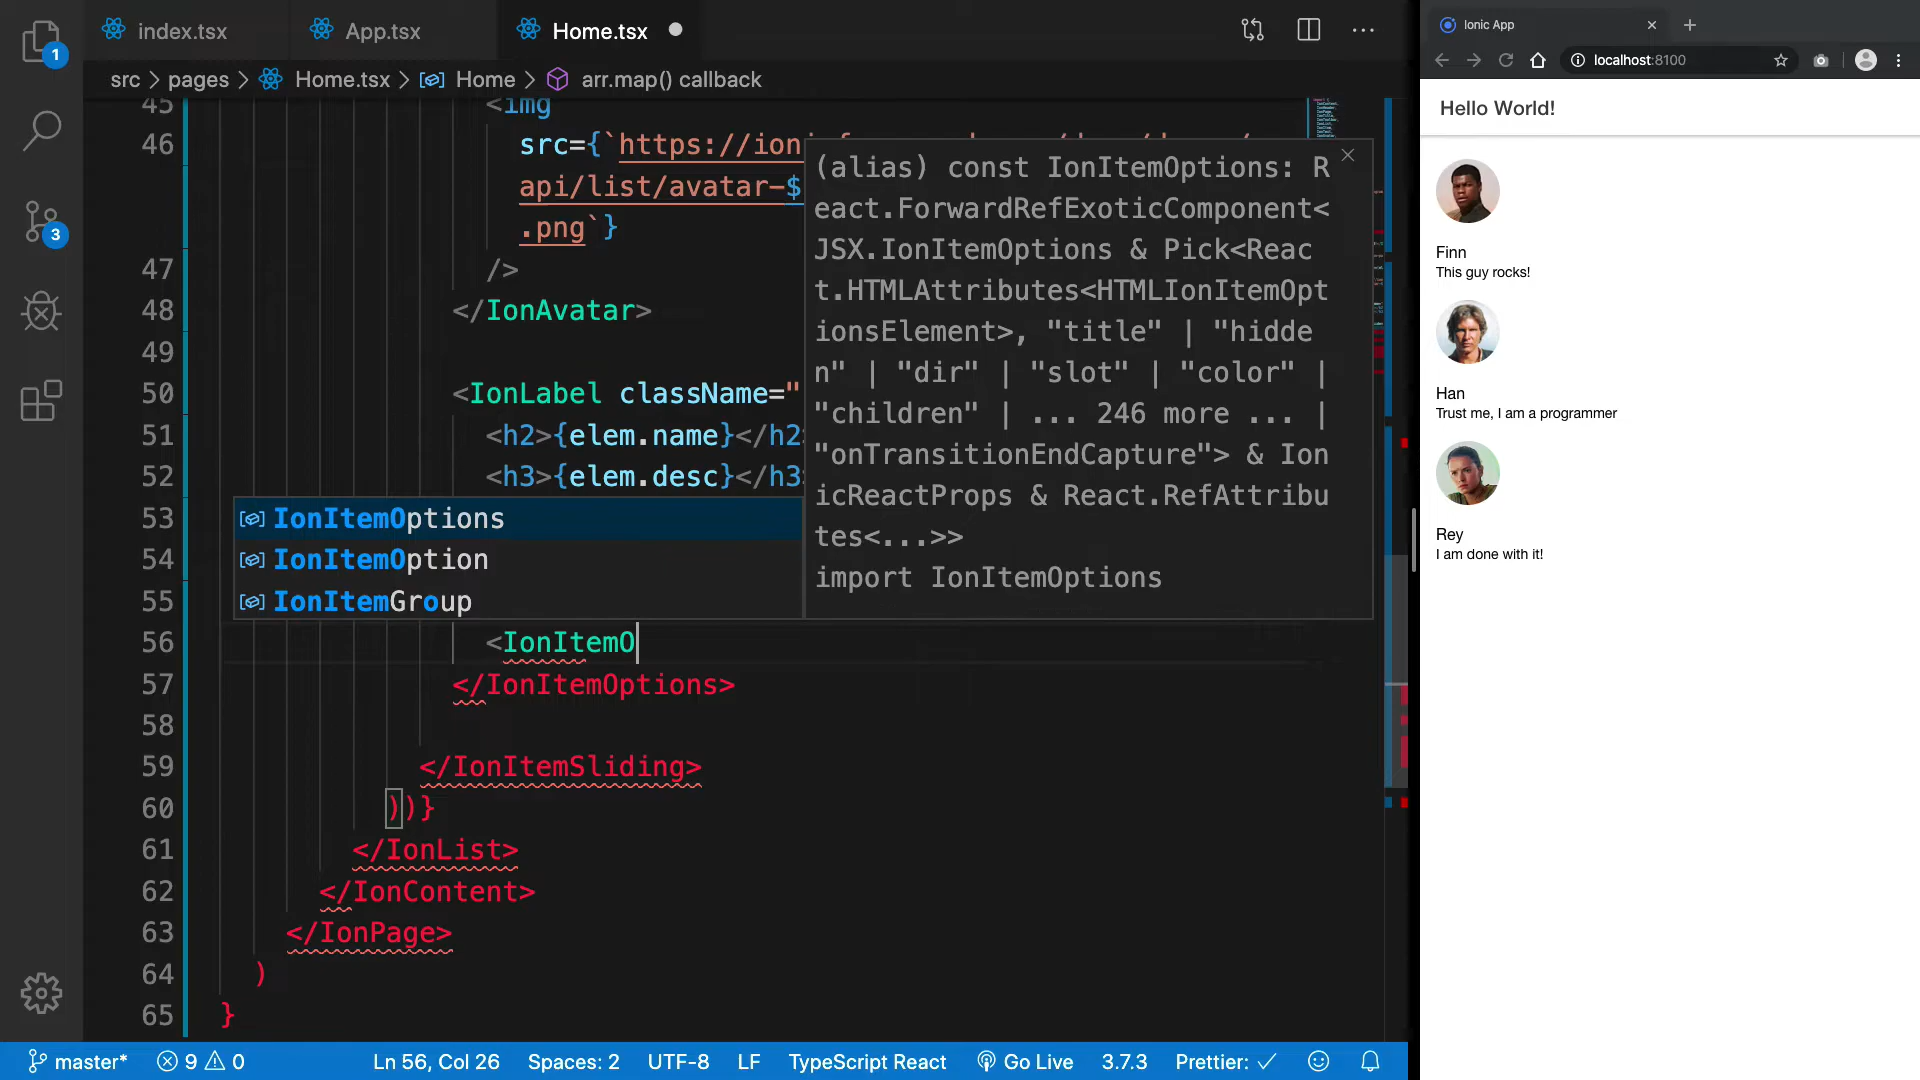 index.tsx
App.tsx
Home.tsx
Ionic App
localhost:8100
1
3
src > pages > Home.tsx > Home > arr.map() callback
45 <img
46 src={`https://ion
api/list/avatar-$
.png`}
47 />
48 </IonAvatar>
49
50 <IonLabel className="
51 <h2>{elem.name}</h2
52 <h3>{elem.desc}</h3
53
54
55
IonItemOptions
IonItemOption
IonItemGroup
(alias) const IonItemOptions: R
eact.ForwardRefExoticComponent<
JSX.IonItemOptions & Pick<Reac
t.HTMLAttributes<HTMLIonItemOpt
ionsElement>, "title" | "hidde
n" | "dir" | "slot" | "color" |
"children" | ... 246 more ... |
"onTransitionEndCapture"> & Ion
icReactProps & React.RefAttribu
tes<...>>
import IonItemOptions
56 <IonItemO
57 </IonItemOptions>
58
59 </IonItemSliding>
60 ))}
61 </IonList>
62 </IonContent>
63 </IonPage>
64 )
65 }
master* 9 0 Ln 56, Col 26 Spaces: 2 UTF-8 LF TypeScript React Go Live 3.7.3 Prettier: ✓
Hello World!
Finn
This guy rocks!
Han
Trust me, I am a programmer
Rey
I am done with it!